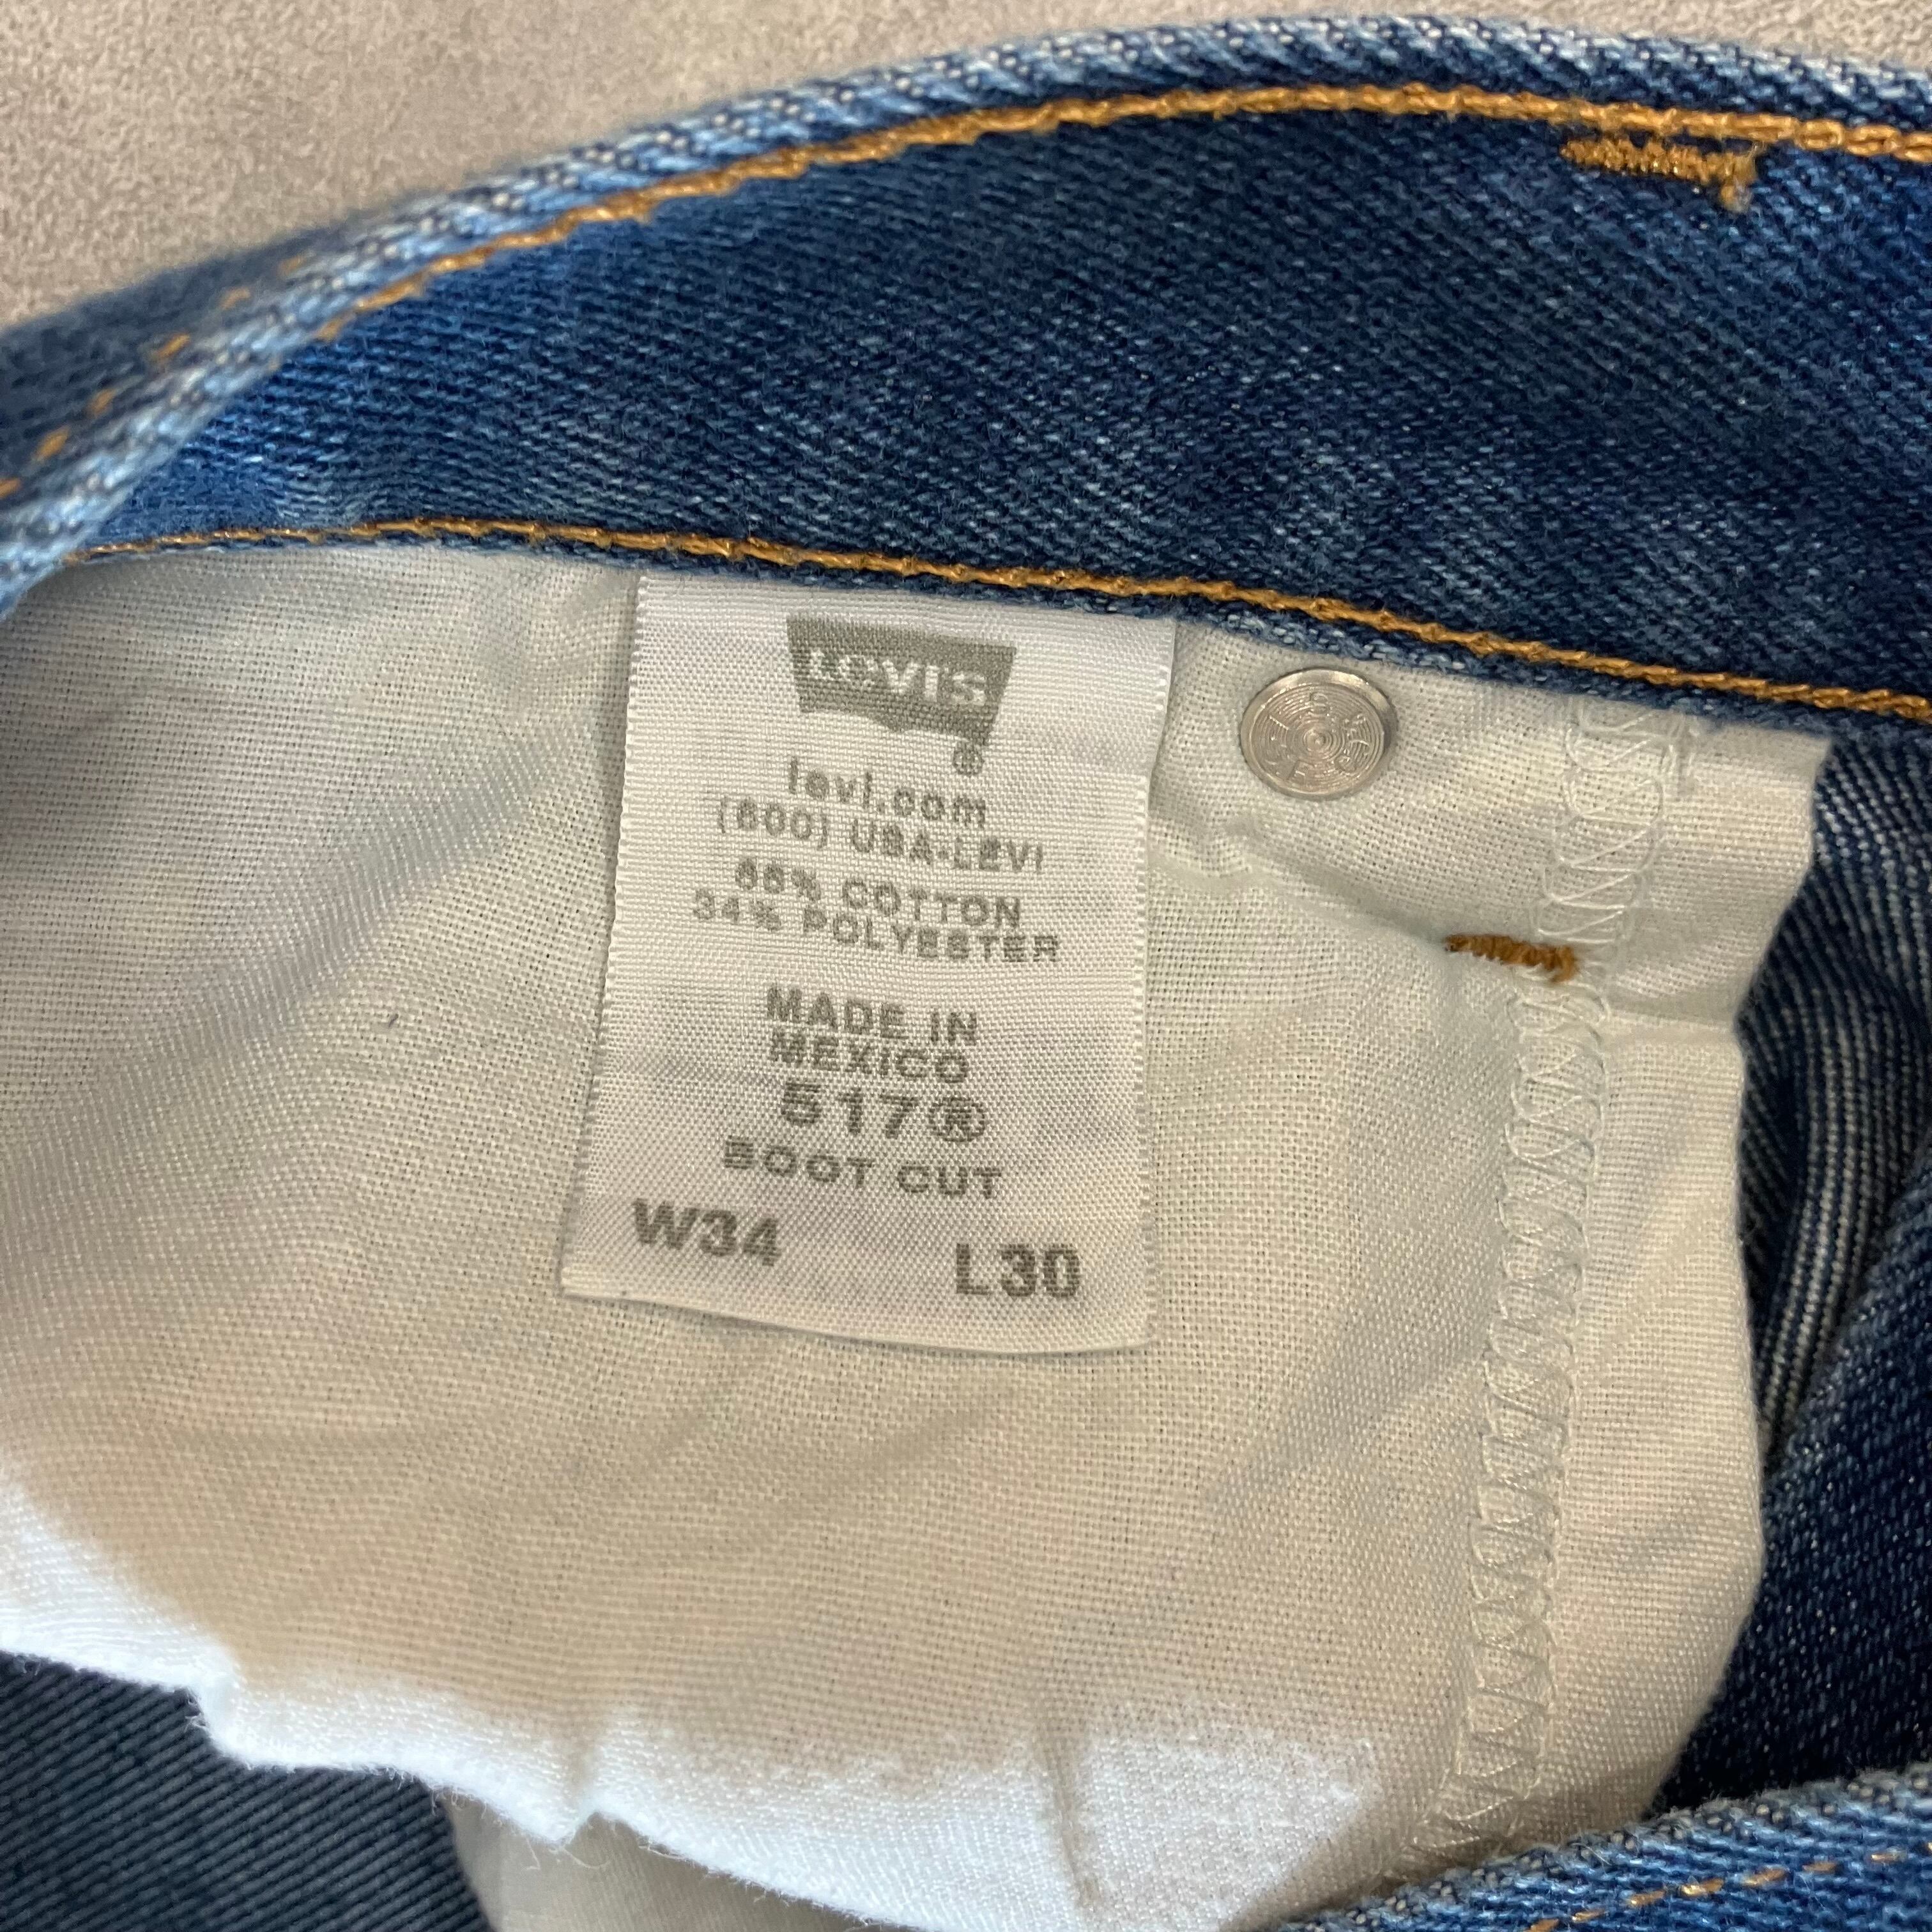 Levi's
®
levi.com
(800) USA-LEVI
66% COTTON
34% POLYESTER
MADE IN
MEXICO
517®
BOOT CUT
W34 L30